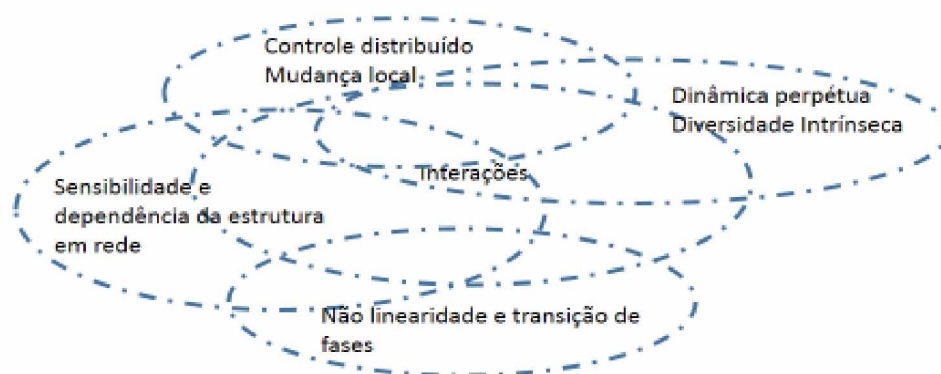 Controle distribuído
Mudança local
Dinâmica perpétua
Diversidade Intrínseca
Interações
Sensibilidade e
dependência da estrutura
em rede
Não linearidade e transição de
fases